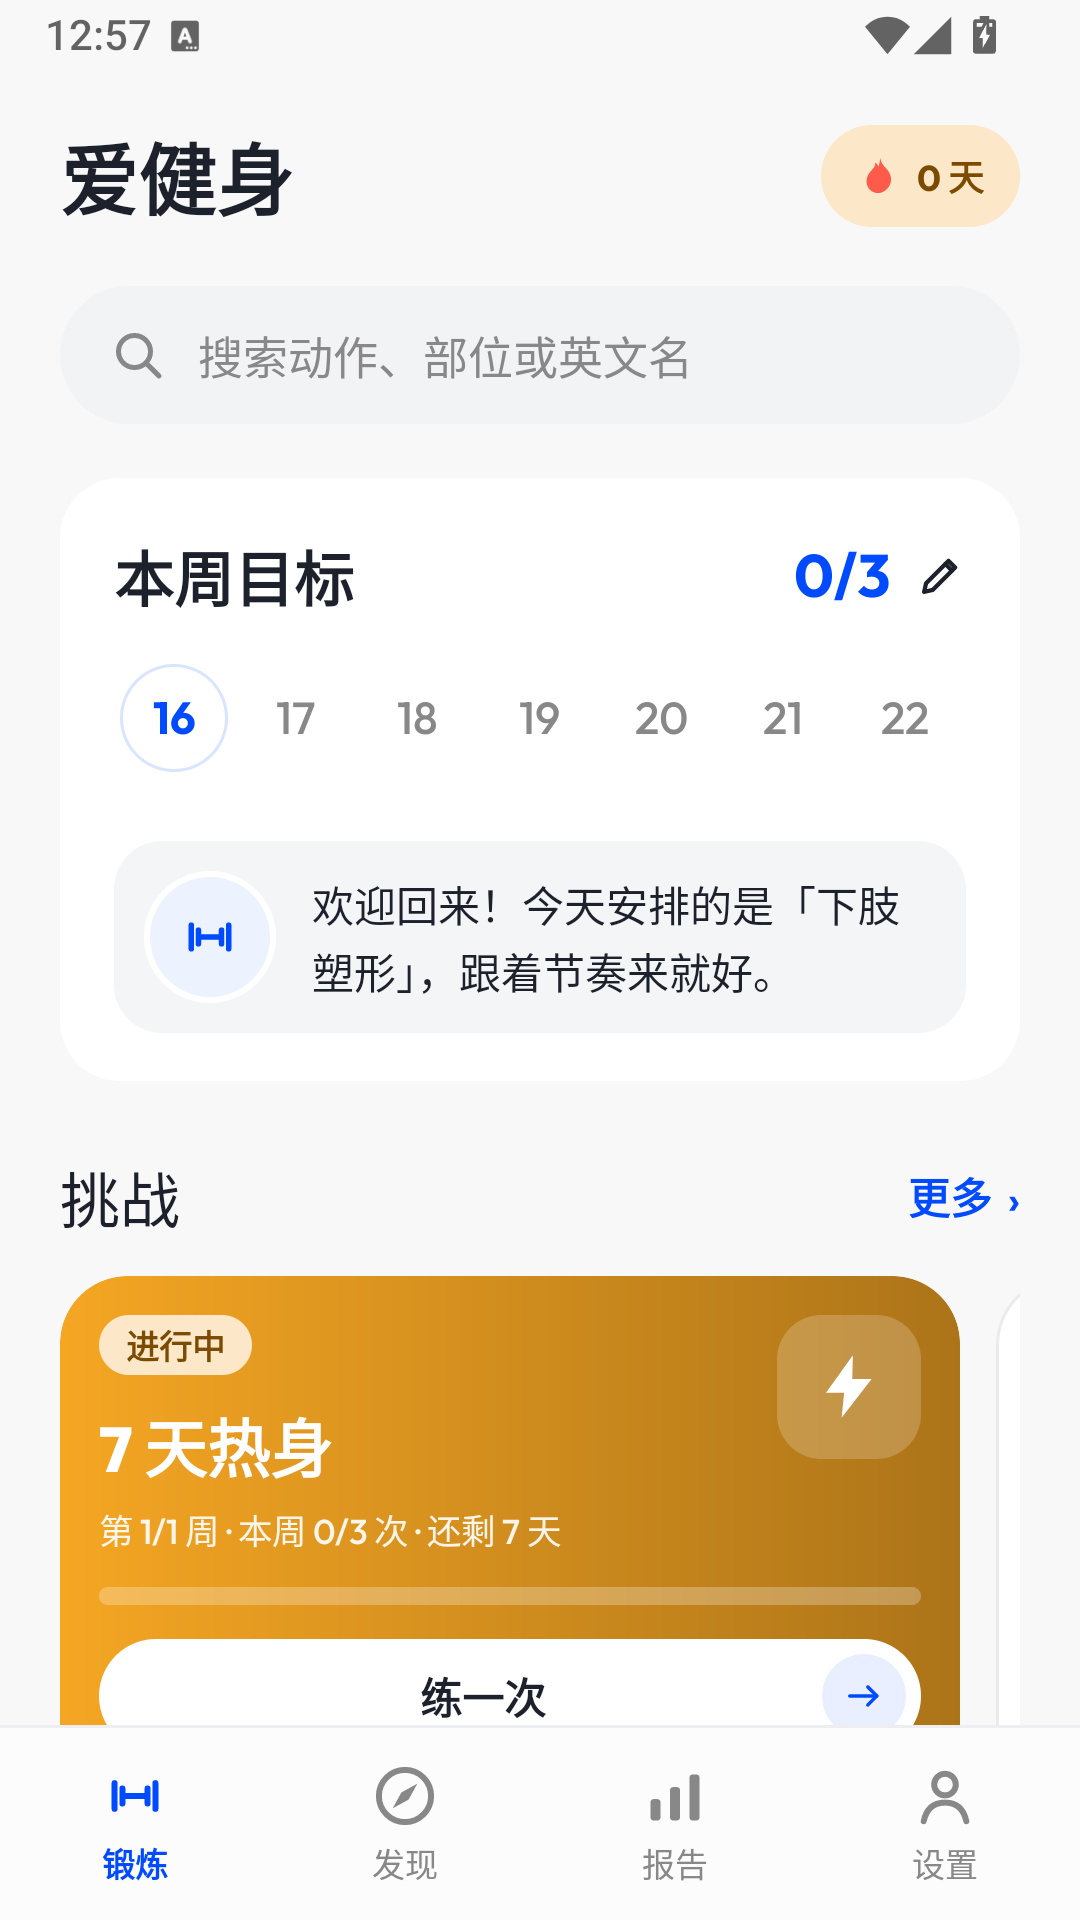 12:57
爱健身
0 天
搜索动作、部位或英文名
本周目标
0/3
16 17 18 19 20 21 22
欢迎回来！今天安排的是「下肢
塑形」，跟着节奏来就好。
挑战
更多 ›
进行中
7 天热身
第 1/1 周 · 本周 0/3 次 · 还剩 7 天
练一次
锻炼 发现 报告 设置